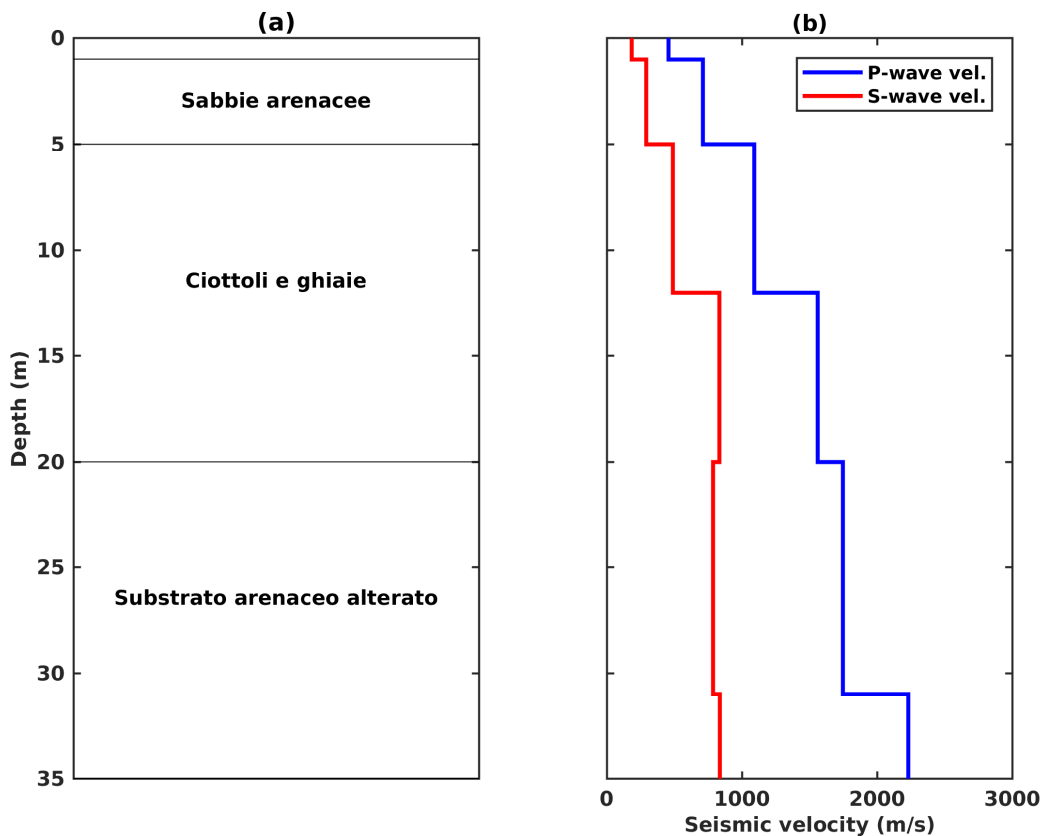 (a)
(b)
0
5
10
15
20
25
30
35
Depth (m)
Sabbie arenacee
Ciottoli e ghiaie
Substrato arenaceo alterato
P-wave vel.
S-wave vel.
0 1000 2000 3000
Seismic velocity (m/s)